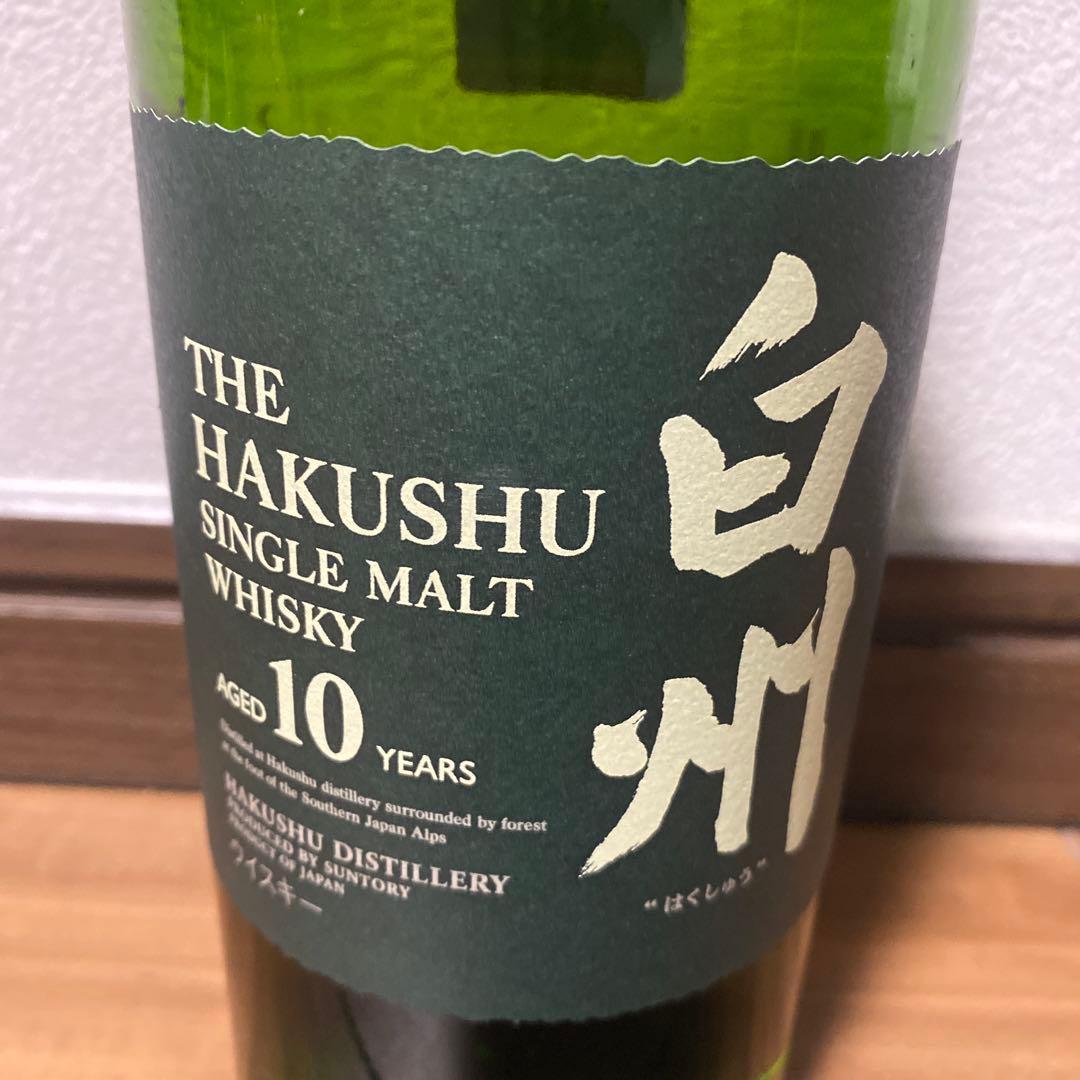 THE
HAKUSHU
SINGLE MALT
WHISKY
AGED 10 YEARS
Distilled at Hakushu distillery surrounded by forest
at the foot of the Southern Japan Alps
HAKUSHU DISTILLERY
PRODUCED BY SUNTORY
PRODUCT OF JAPAN
ウイスキー
白州
“はくしゅう”